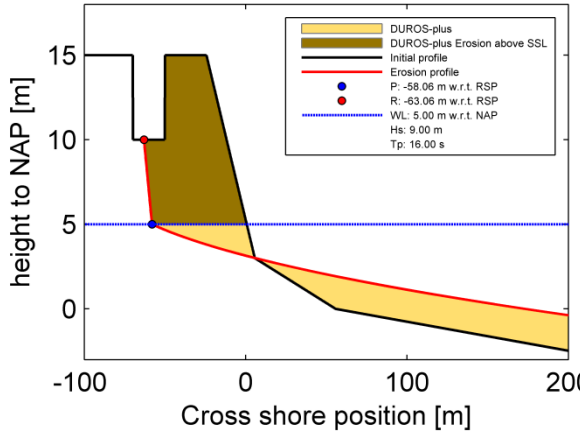 DUROS-plus
DUROS-plus Erosion above SSL
Initial profile
Erosion profile
P: -58.06 m w.r.t. RSP
R: -63.06 m w.r.t. RSP
WL: 5.00 m w.r.t. NAP
Hs: 9.00 m
Tp: 16.00 s
height to NAP [m]
15
10
5
0
-100
0
100
200
Cross shore position [m]